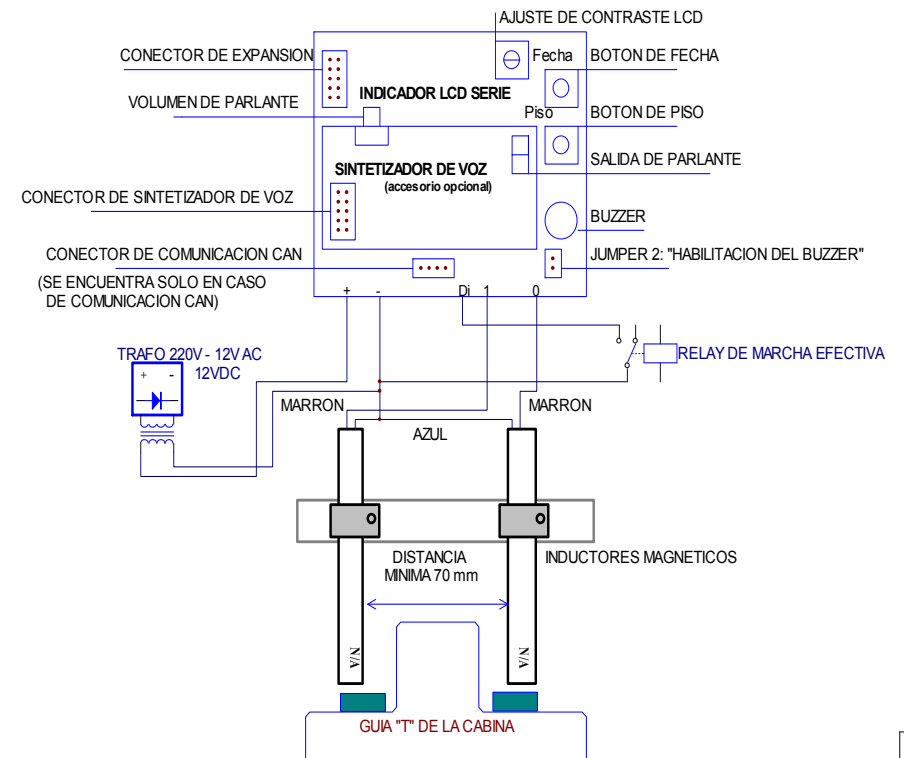 AJUSTE DE CONTRASTE LCD
CONECTOR DE EXPANSION
Fecha
BOTON DE FECHA
INDICADOR LCD SERIE
VOLUMEN DE PARLANTE
Piso
BOTON DE PISO
SINTETIZADOR DE VOZ
(accesorio opcional)
SALIDA DE PARLANTE
CONECTOR DE SINTETIZADOR DE VOZ
BUZZER
CONECTOR DE COMUNICACION CAN
(SE ENCUENTRA SOLO EN CASO
DE COMUNICACION CAN)
JUMPER 2: "HABILITACION DEL BUZZER"
+ - Di 1 0
TRAFO 220V - 12V AC
12VDC
+ -
RELAY DE MARCHA EFECTIVA
MARRON
MARRON
AZUL
DISTANCIA
MINIMA 70 mm
INDUCTORES MAGNETICOS
N/A
N/A
GUIA "T" DE LA CABINA